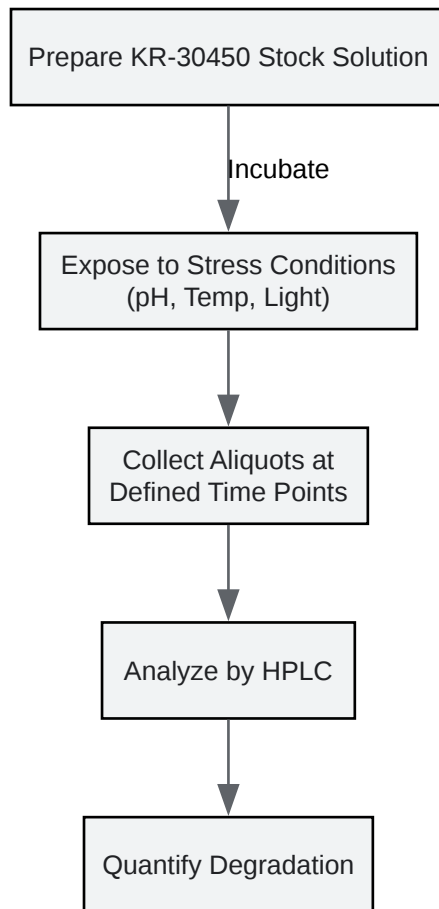 Prepare KR-30450 Stock Solution
Incubate
Expose to Stress Conditions
(pH, Temp, Light)
Collect Aliquots at
Defined Time Points
Analyze by HPLC
Quantify Degradation